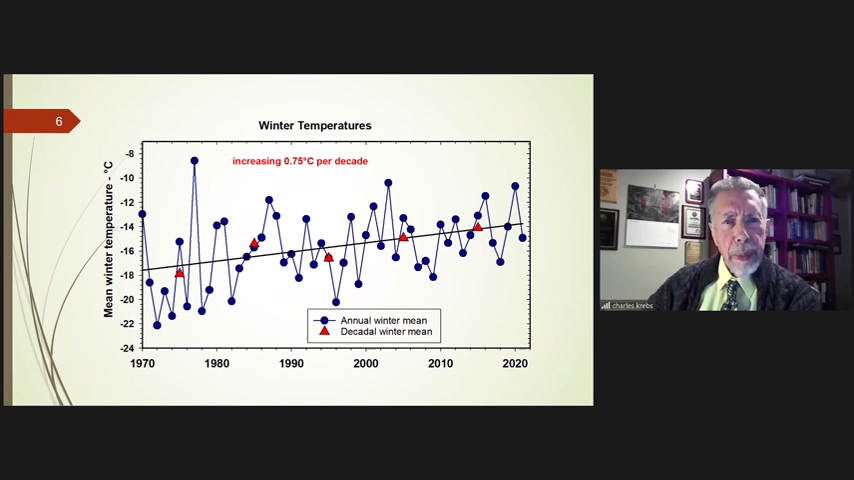 6
Winter Temperatures
increasing 0.75°C per decade
Mean winter temperature - °C
-8
-10
-12
-14
-16
-18
-20
-22
-24
Annual winter mean
Decadal winter mean
1970 1980 1990 2000 2010 2020
charles.krebs